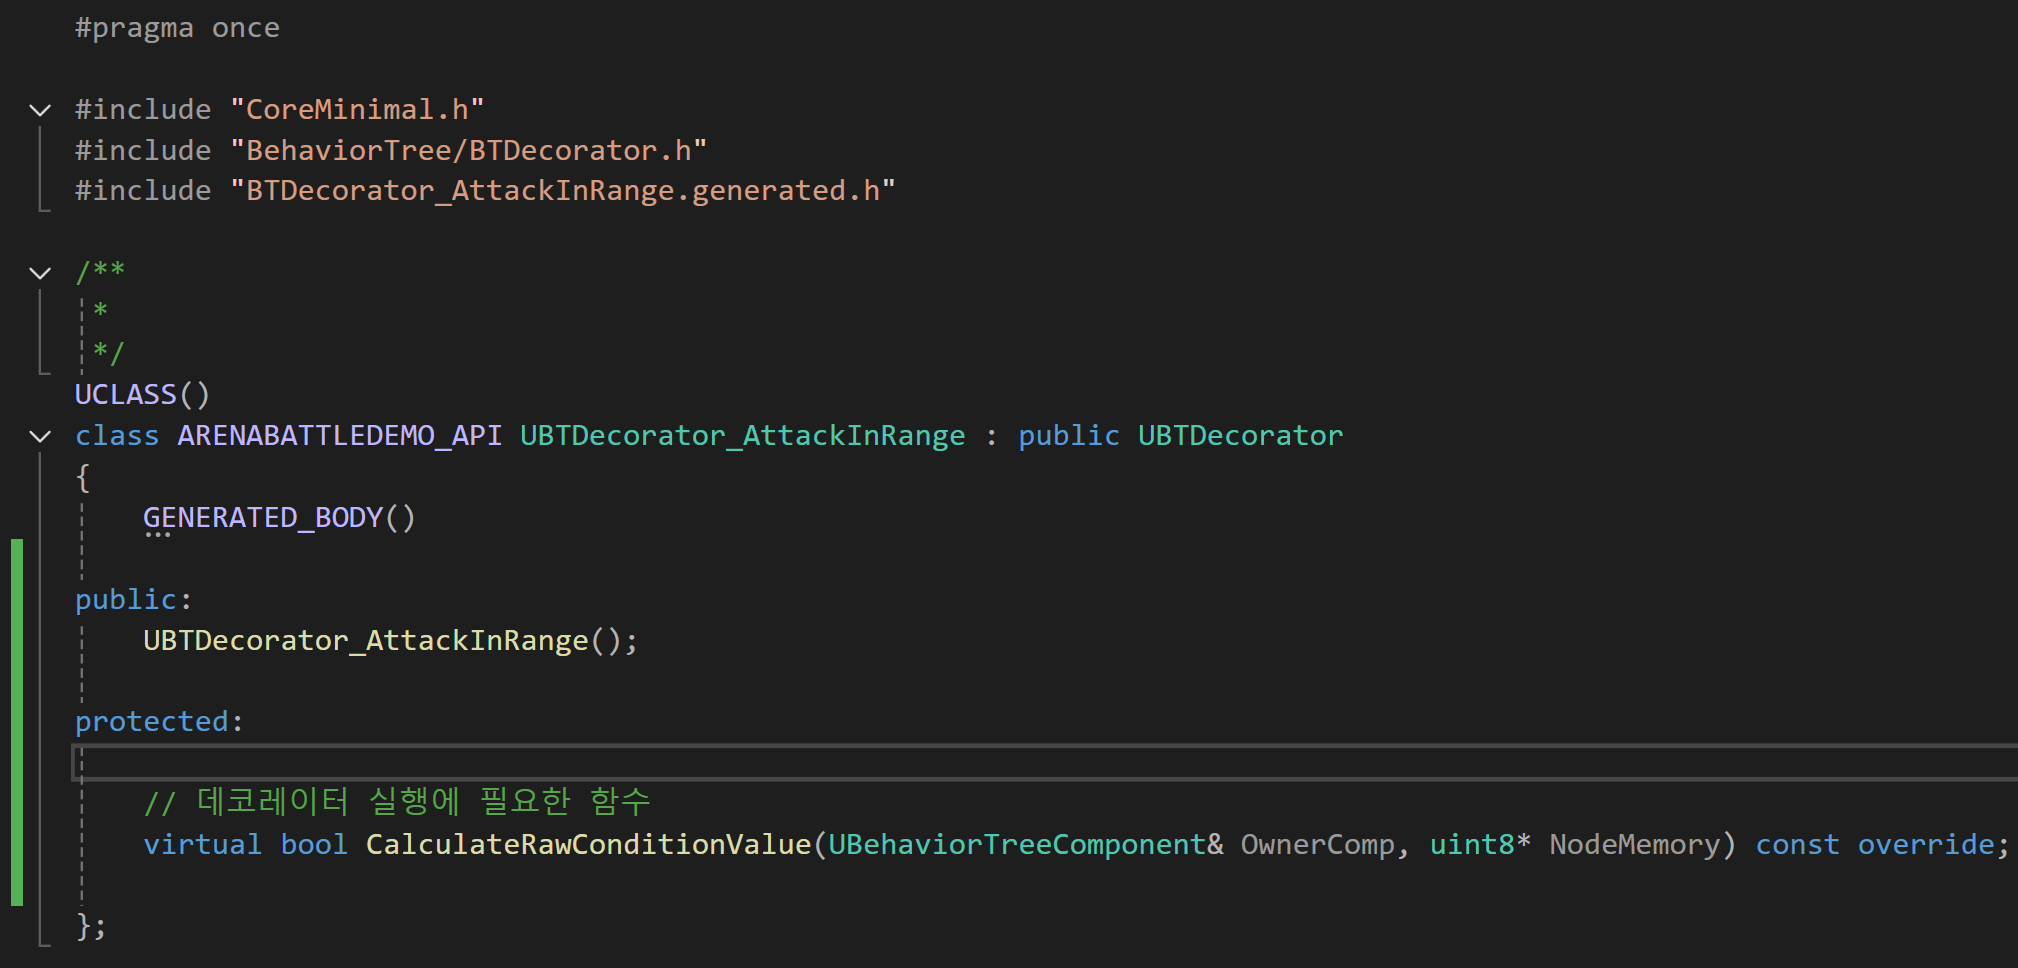 #pragma once
#include "CoreMinimal.h"
#include "BehaviorTree/BTDecorator.h"
#include "BTDecorator_AttackInRange.generated.h"
/**
*
*/
UCLASS()
class ARENABATTLEDEMO_API UBTDecorator_AttackInRange : public UBTDecorator
{
GENERATED_BODY()
public:
UBTDecorator_AttackInRange();
protected:
// 데코레이터 실행에 필요한 함수
virtual bool CalculateRawConditionValue(UBehaviorTreeComponent& OwnerComp, uint8* NodeMemory) const override;
};